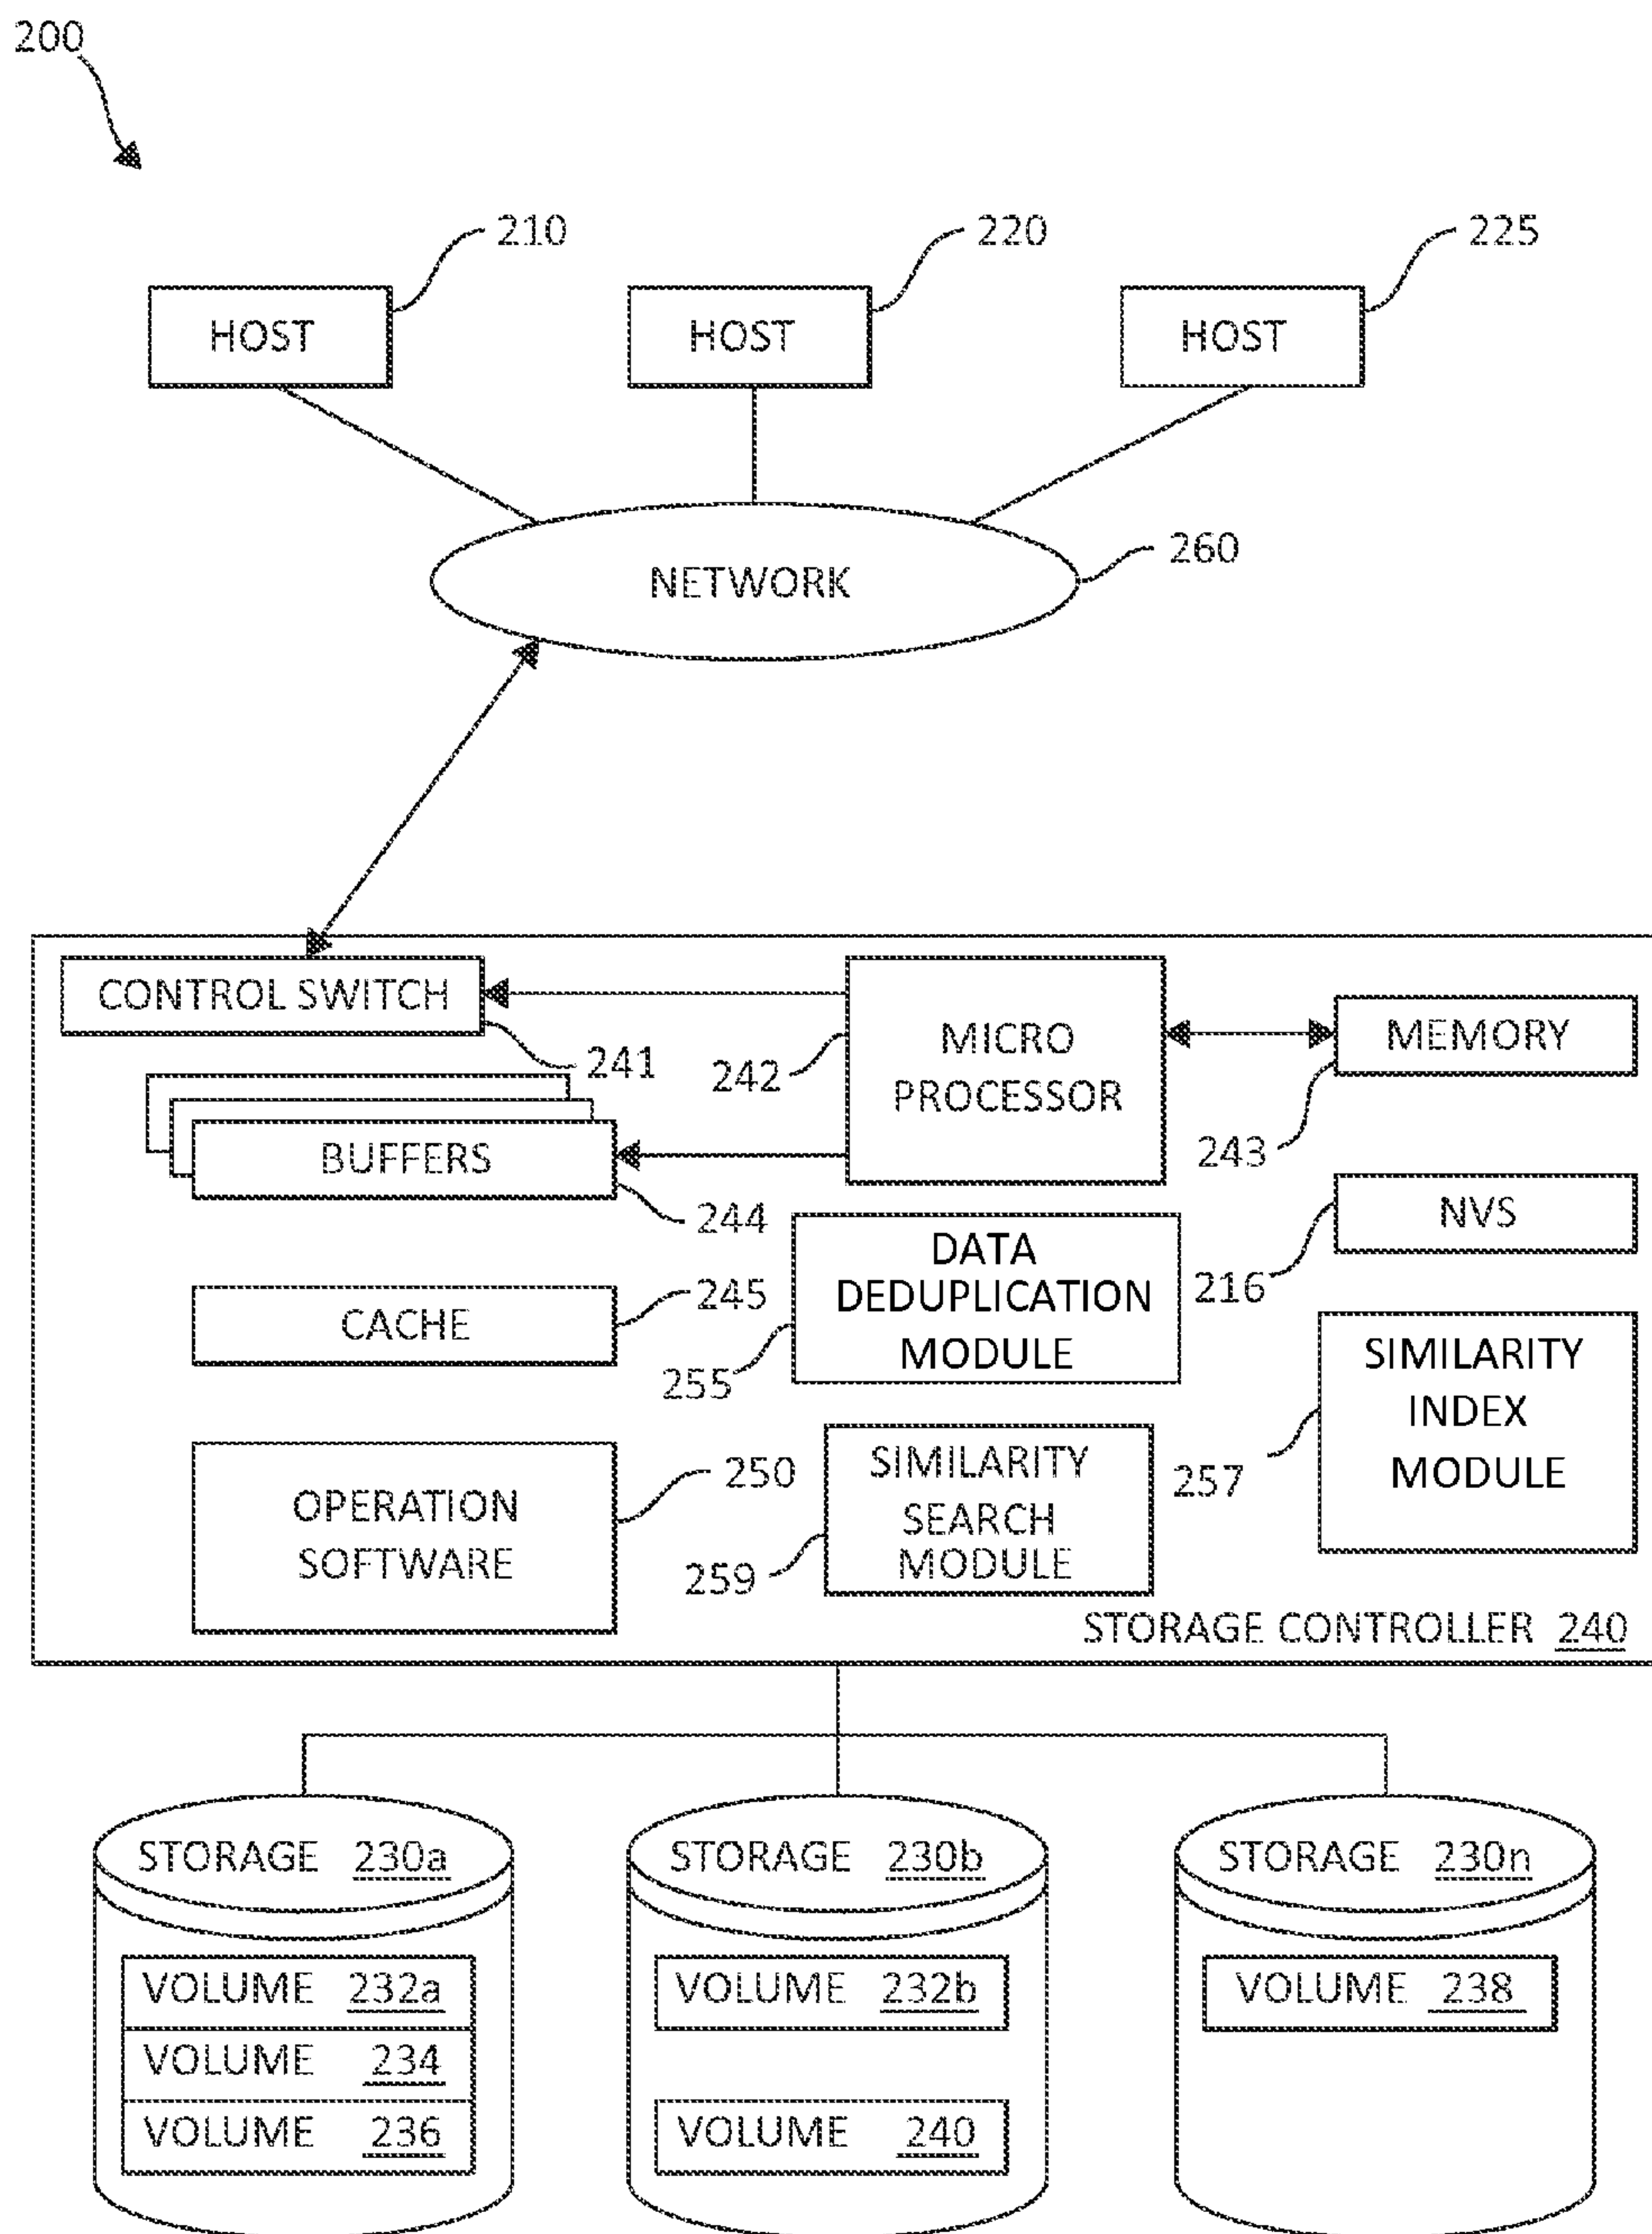 200
210
220
225
HOST
HOST
HOST
260
NETWORK
CONTROL SWITCH
241
242
MICRO
PROCESSOR
MEMORY
243
BUFFERS
244
NVS
216
DATA
DEDUPLICATION
MODULE
255
CACHE
245
SIMILARITY
INDEX
MODULE
257
OPERATION
SOFTWARE
250
SIMILARITY
SEARCH
MODULE
259
STORAGE CONTROLLER 240
STORAGE 230a
VOLUME 232a
VOLUME 234
VOLUME 236
STORAGE 230b
VOLUME 232b
VOLUME 240
STORAGE 230n
VOLUME 238